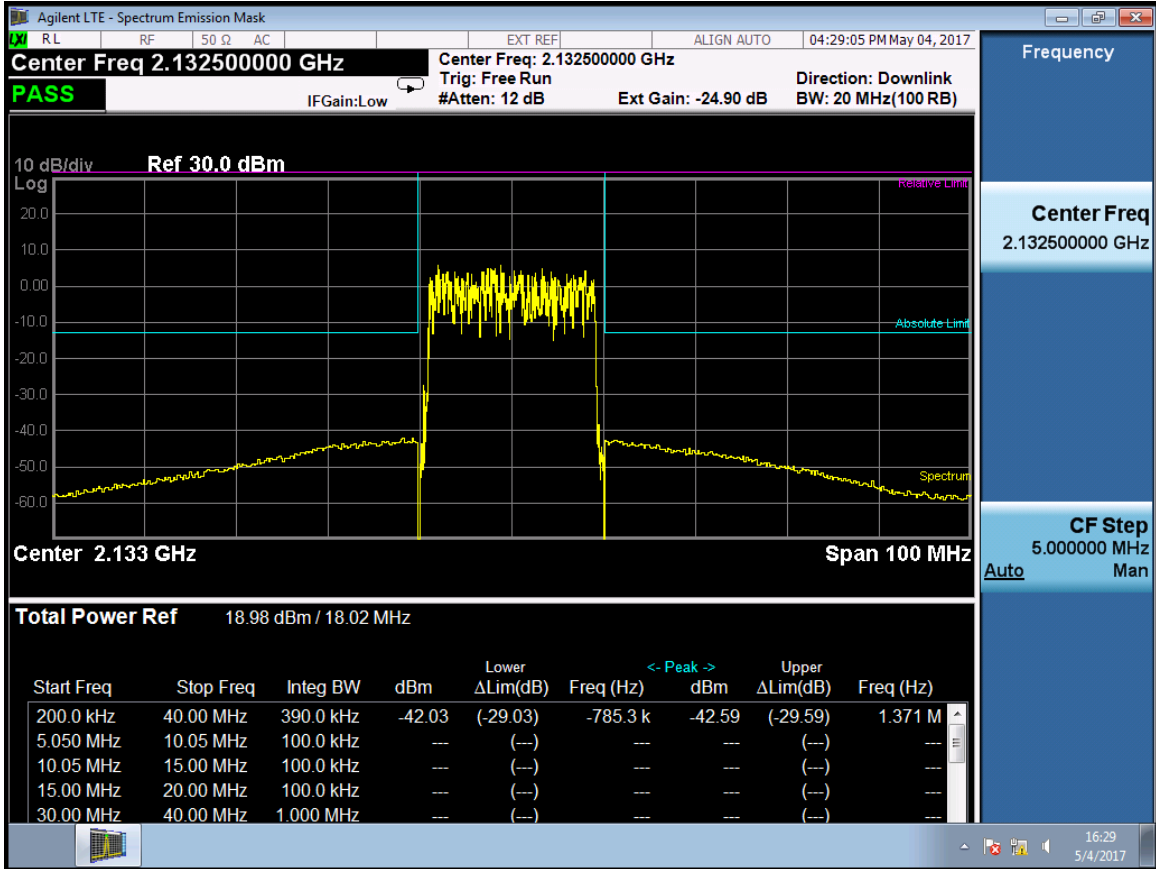 Agilent LTE - Spectrum Emission Mask
LXI RL RF 50 Ω AC EXT REF ALIGN AUTO 04:29:05 PM May 04, 2017
Center Freq 2.132500000 GHz
Center Freq: 2.132500000 GHz
Trig: Free Run Direction: Downlink
PASS
IFGain:Low #Atten: 12 dB Ext Gain: -24.90 dB BW: 20 MHz(100 RB)
10 dB/div Ref 30.0 dBm
Log
Relative Limit
20.0
10.0
0.00
-10.0
Absolute Limit
-20.0
-30.0
-40.0
-50.0
Spectrum
-60.0
Center 2.133 GHz Span 100 MHz
Total Power Ref 18.98 dBm / 18.02 MHz
Lower <- Peak -> Upper
Start Freq Stop Freq Integ BW dBm ΔLim(dB) Freq (Hz) dBm ΔLim(dB) Freq (Hz)
200.0 kHz 40.00 MHz 390.0 kHz -42.03 (-29.03) -785.3 k -42.59 (-29.59) 1.371 M
5.050 MHz 10.05 MHz 100.0 kHz --- (---) --- --- (---) ---
10.05 MHz 15.00 MHz 100.0 kHz --- (---) --- --- (---) ---
15.00 MHz 20.00 MHz 100.0 kHz --- (---) --- --- (---) ---
30.00 MHz 40.00 MHz 1.000 MHz --- (---) --- --- (---) ---
Frequency
Center Freq
2.132500000 GHz
CF Step
5.000000 MHz
Auto Man
16:29
5/4/2017